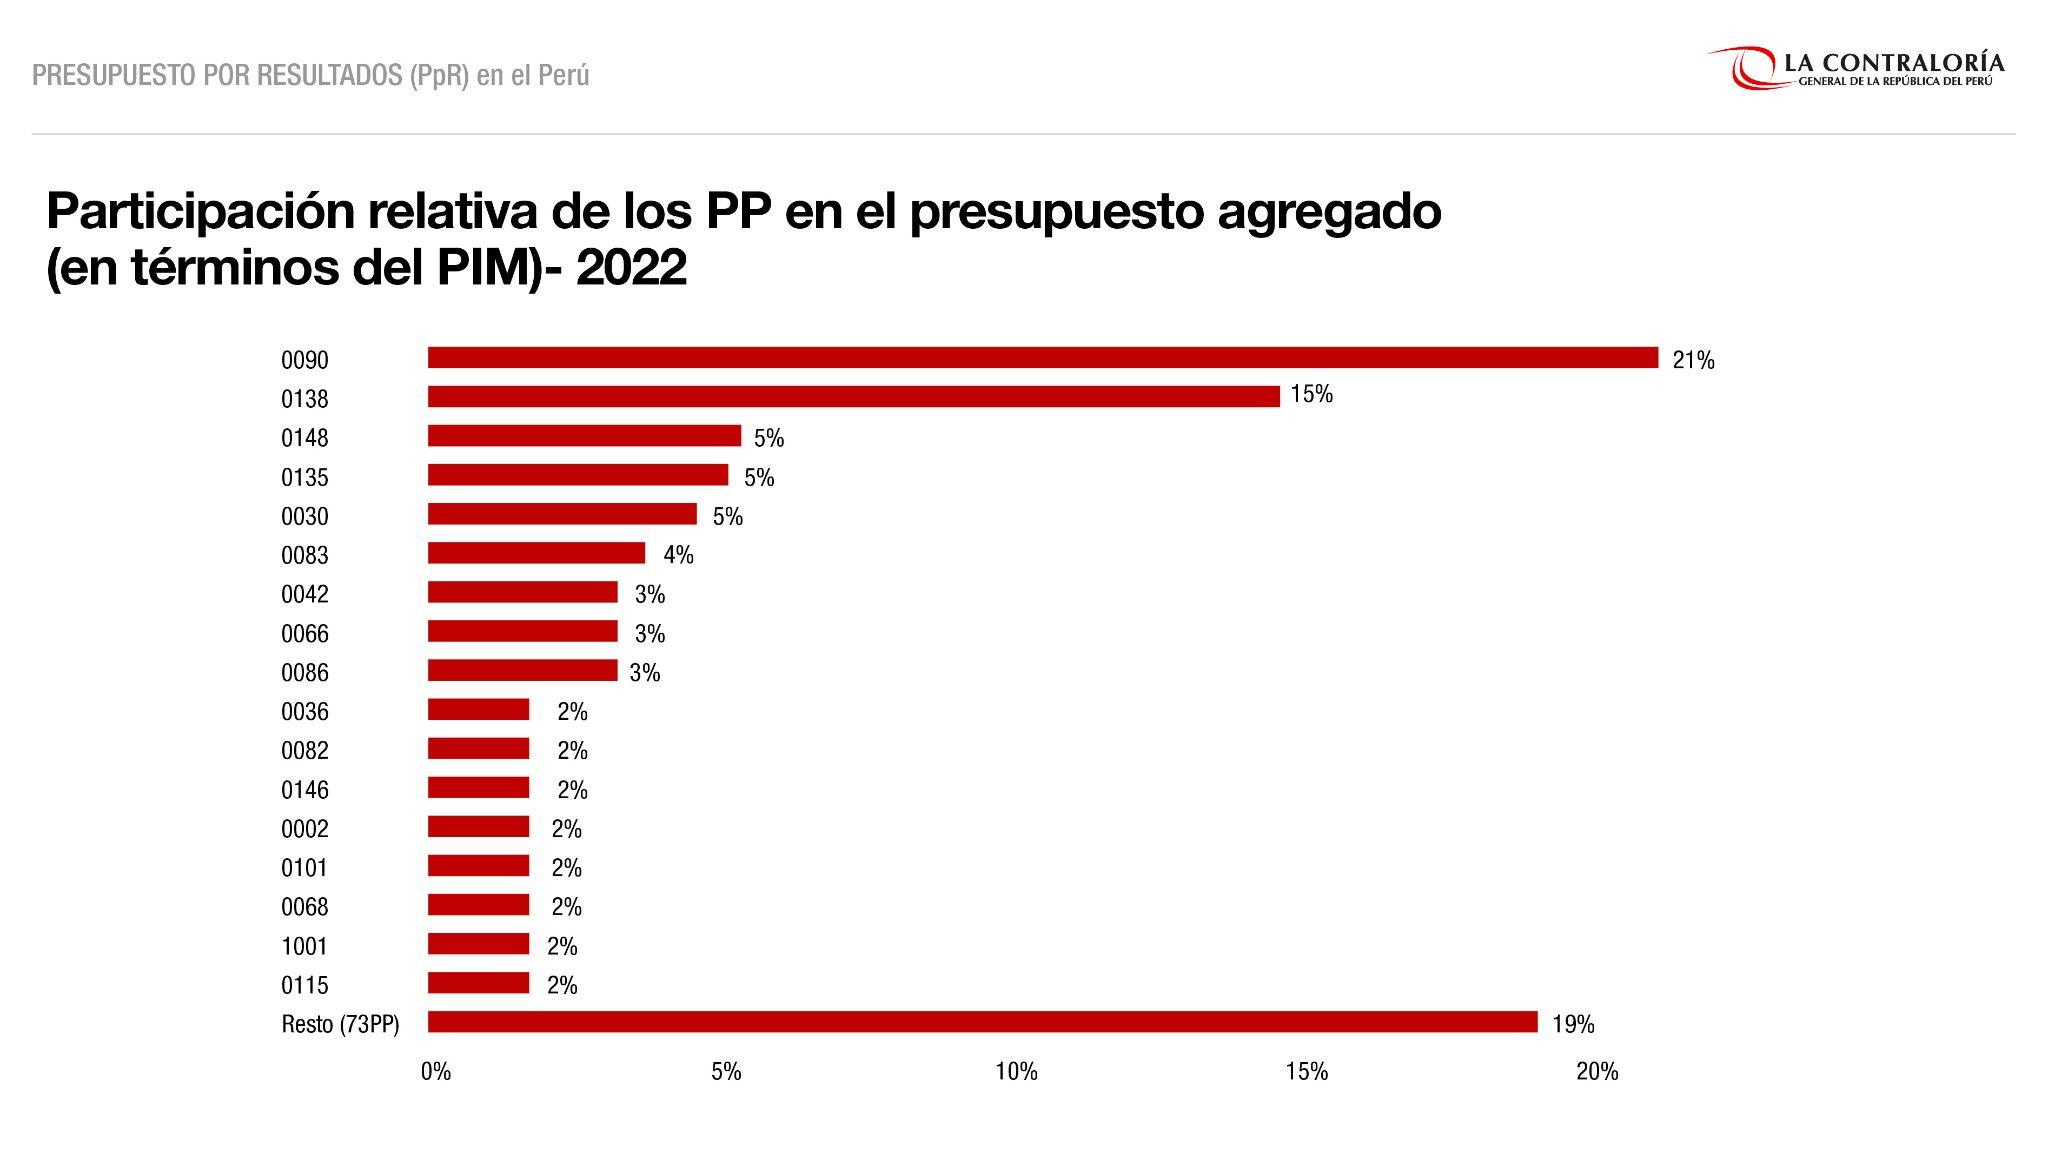 PRESUPUESTO POR RESULTADOS (PpR) en el Perú
LA CONTRALORÍA
GENERAL DE LA REPÚBLICA DEL PERÚ
Participación relativa de los PP en el presupuesto agregado
(en términos del PIM)- 2022
0090 21%
0138 15%
0148 5%
0135 5%
0030 5%
0083 4%
0042 3%
0066 3%
0086 3%
0036 2%
0082 2%
0146 2%
0002 2%
0101 2%
0068 2%
1001 2%
0115 2%
Resto (73PP) 19%
0% 5% 10% 15% 20%